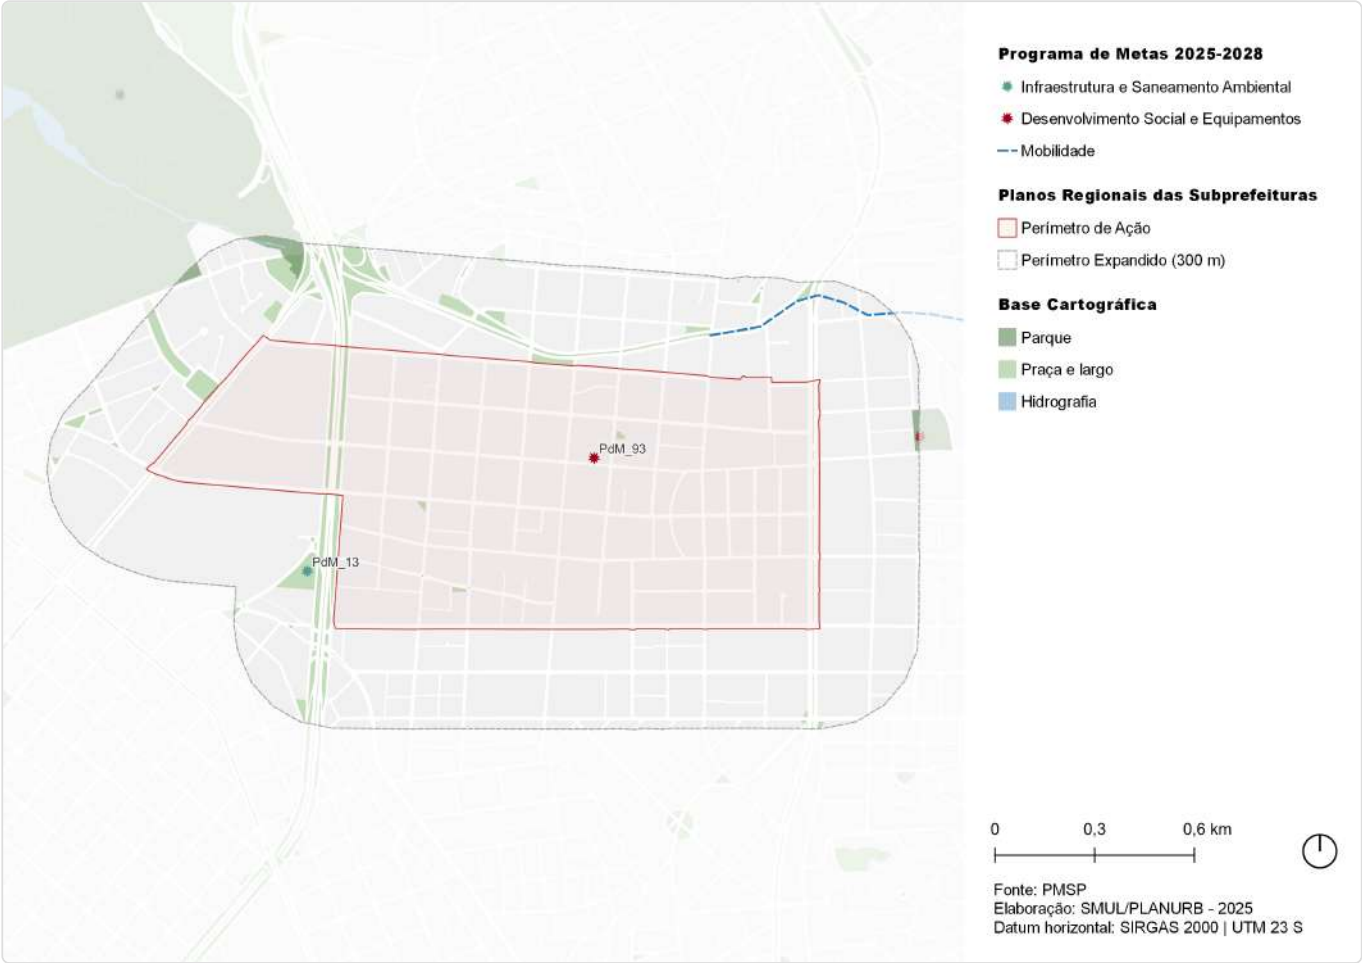 Programa de Metas 2025-2028
Infraestrutura e Saneamento Ambiental
Desenvolvimento Social e Equipamentos
Mobilidade
Planos Regionais das Subprefeituras
Perímetro de Ação
Perímetro Expandido (300 m)
Base Cartográfica
Parque
Praça e largo
Hidrografia
PdM_93
PdM_13
0 0,3 0,6 km
Fonte: PMSP
Elaboração: SMUL/PLANURB - 2025
Datum horizontal: SIRGAS 2000 | UTM 23 S